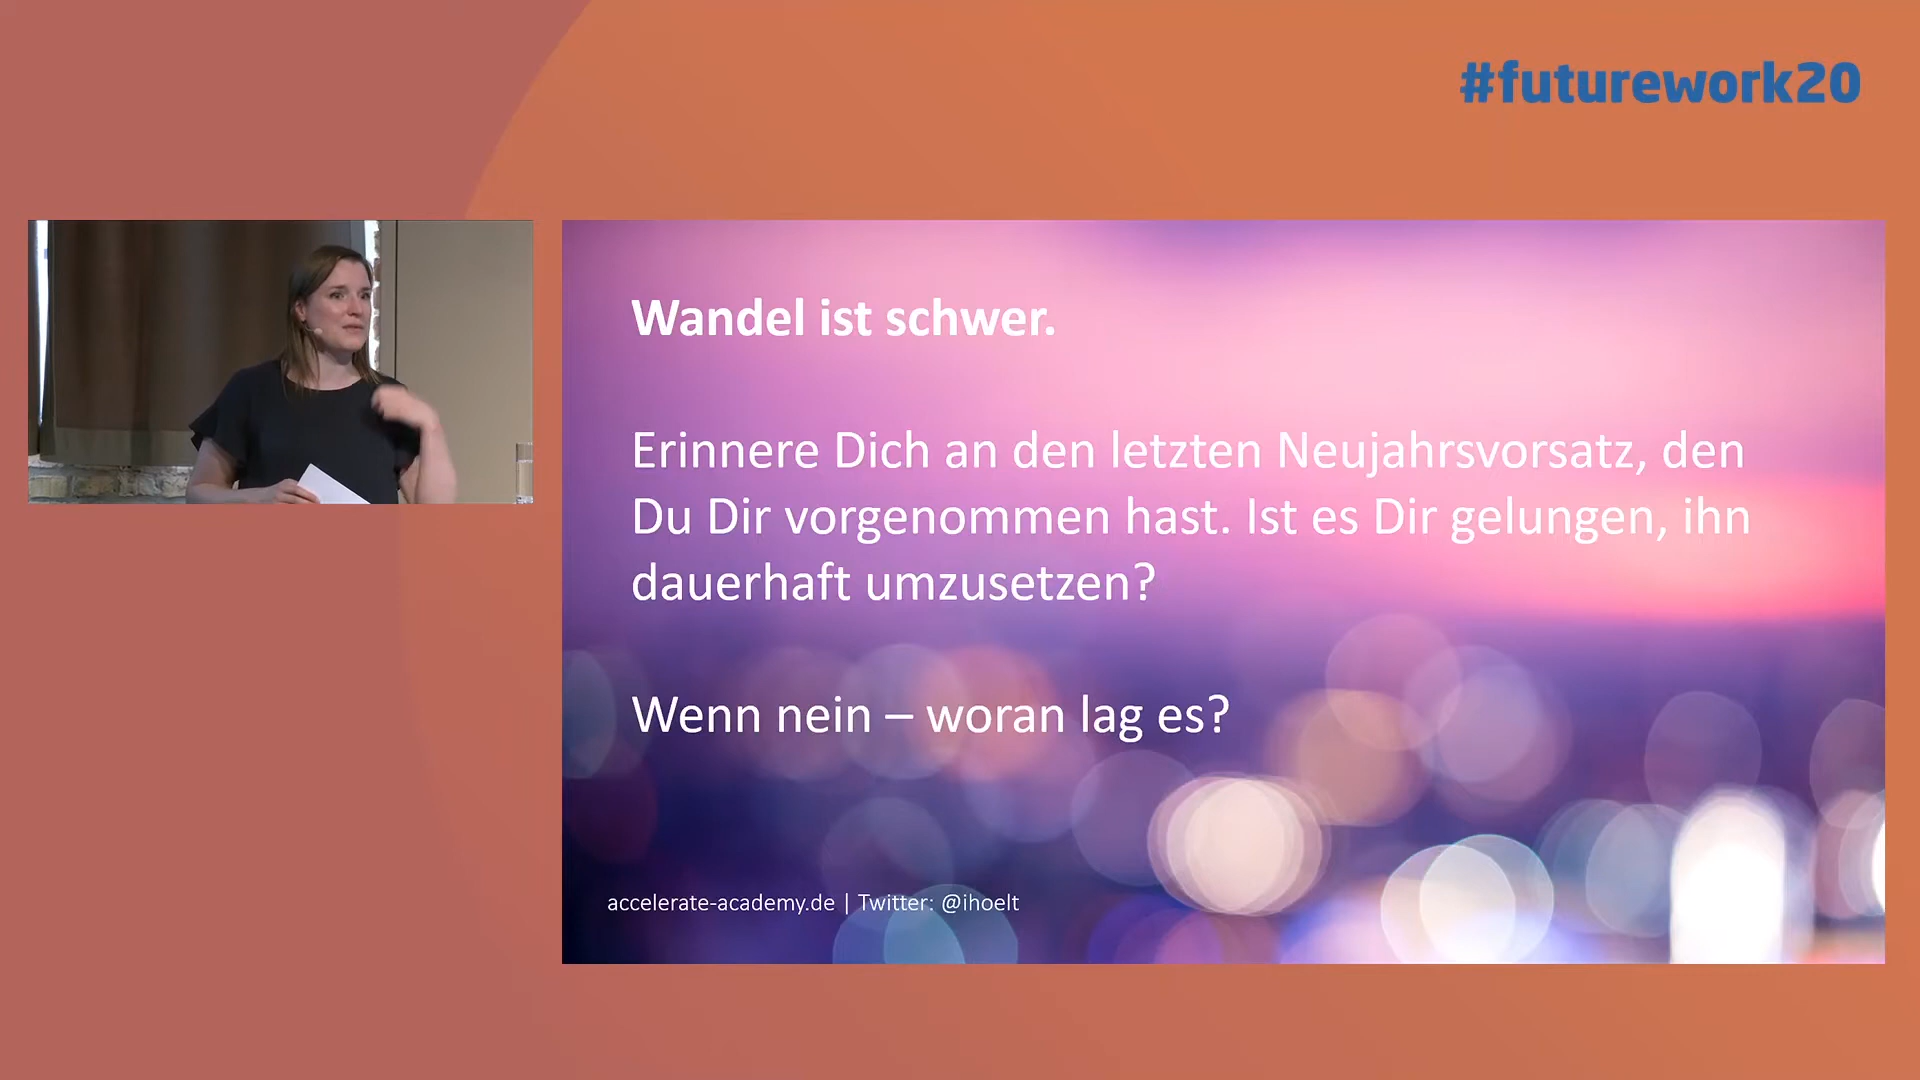 #futurework20
Wandel ist schwer.
Erinnere Dich an den letzten Neujahrsvorsatz, den
Du Dir vorgenommen hast. Ist es Dir gelungen, ihn
dauerhaft umzusetzen?
Wenn nein – woran lag es?
accelerate-academy.de | Twitter: @ihoelt